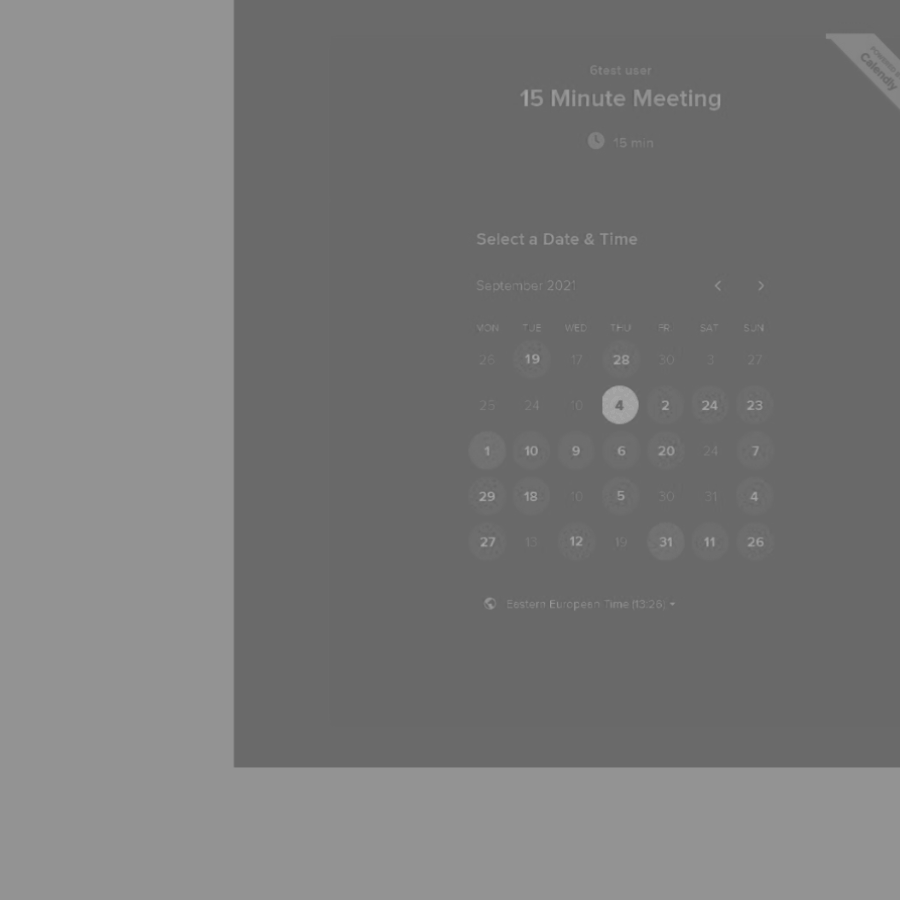 POWERED BY
Calendly
6test user
15 Minute Meeting
15 min
Select a Date & Time
September 2021
MON TUE WED THU FRI SAT SUN
26 19 17 28 30 3 27
25 24 10 4 2 24 23
1 10 9 6 20 24 7
29 18 10 5 30 31 4
27 13 12 19 31 11 26
Eastern European Time (13:26)